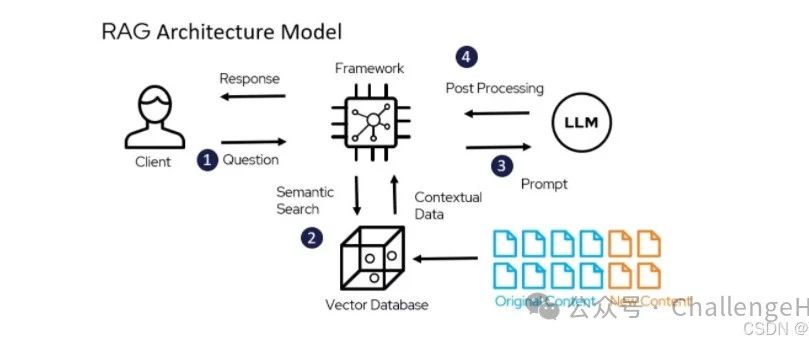 RAG Architecture Model
Framework
4
Response
Post Processing
LLM
Client
1 Question
3
Prompt
Semantic
Search
Contextual
Data
2
Vector Database
Original Content New Content
公众号 · ChallengeH
CSDN @